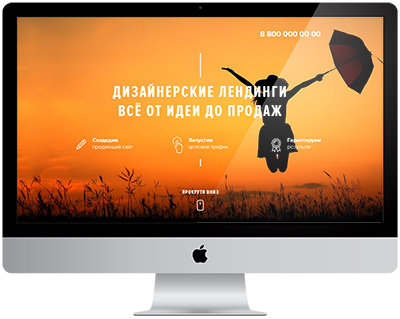 8 800 000 00 00
ДИЗАЙНЕРСКИЕ ЛЕНДИНГИ
ВСЁ ОТ ИДЕИ ДО ПРОДАЖ
Создадим
продающий сайт
Запустим
целевой трафик
Гарантируем
результат
ПРОКРУТИ ВНИЗ